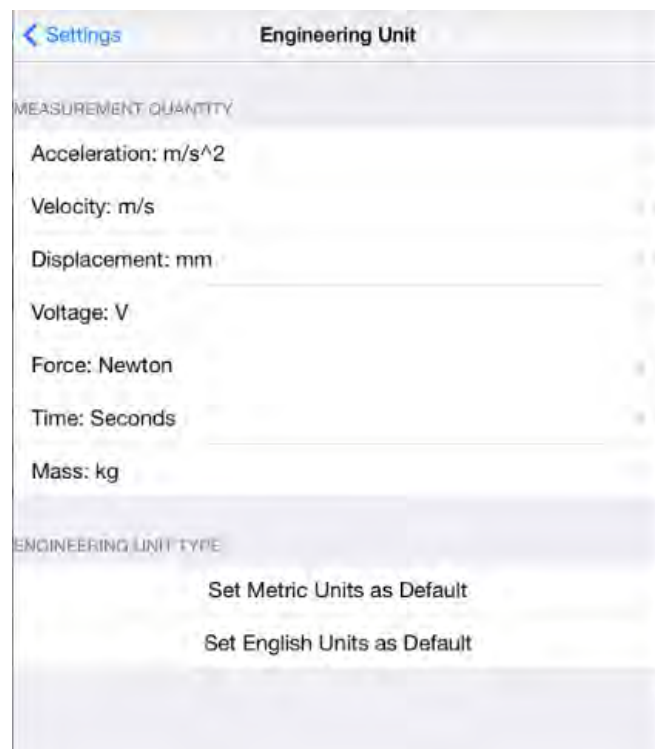 Settings
Engineering Unit
MEASUREMENT QUANTITY
Acceleration: m/s^2
Velocity: m/s
Displacement: mm
Voltage: V
Force: Newton
Time: Seconds
Mass: kg
ENGINEERING UNIT TYPE
Set Metric Units as Default
Set English Units as Default